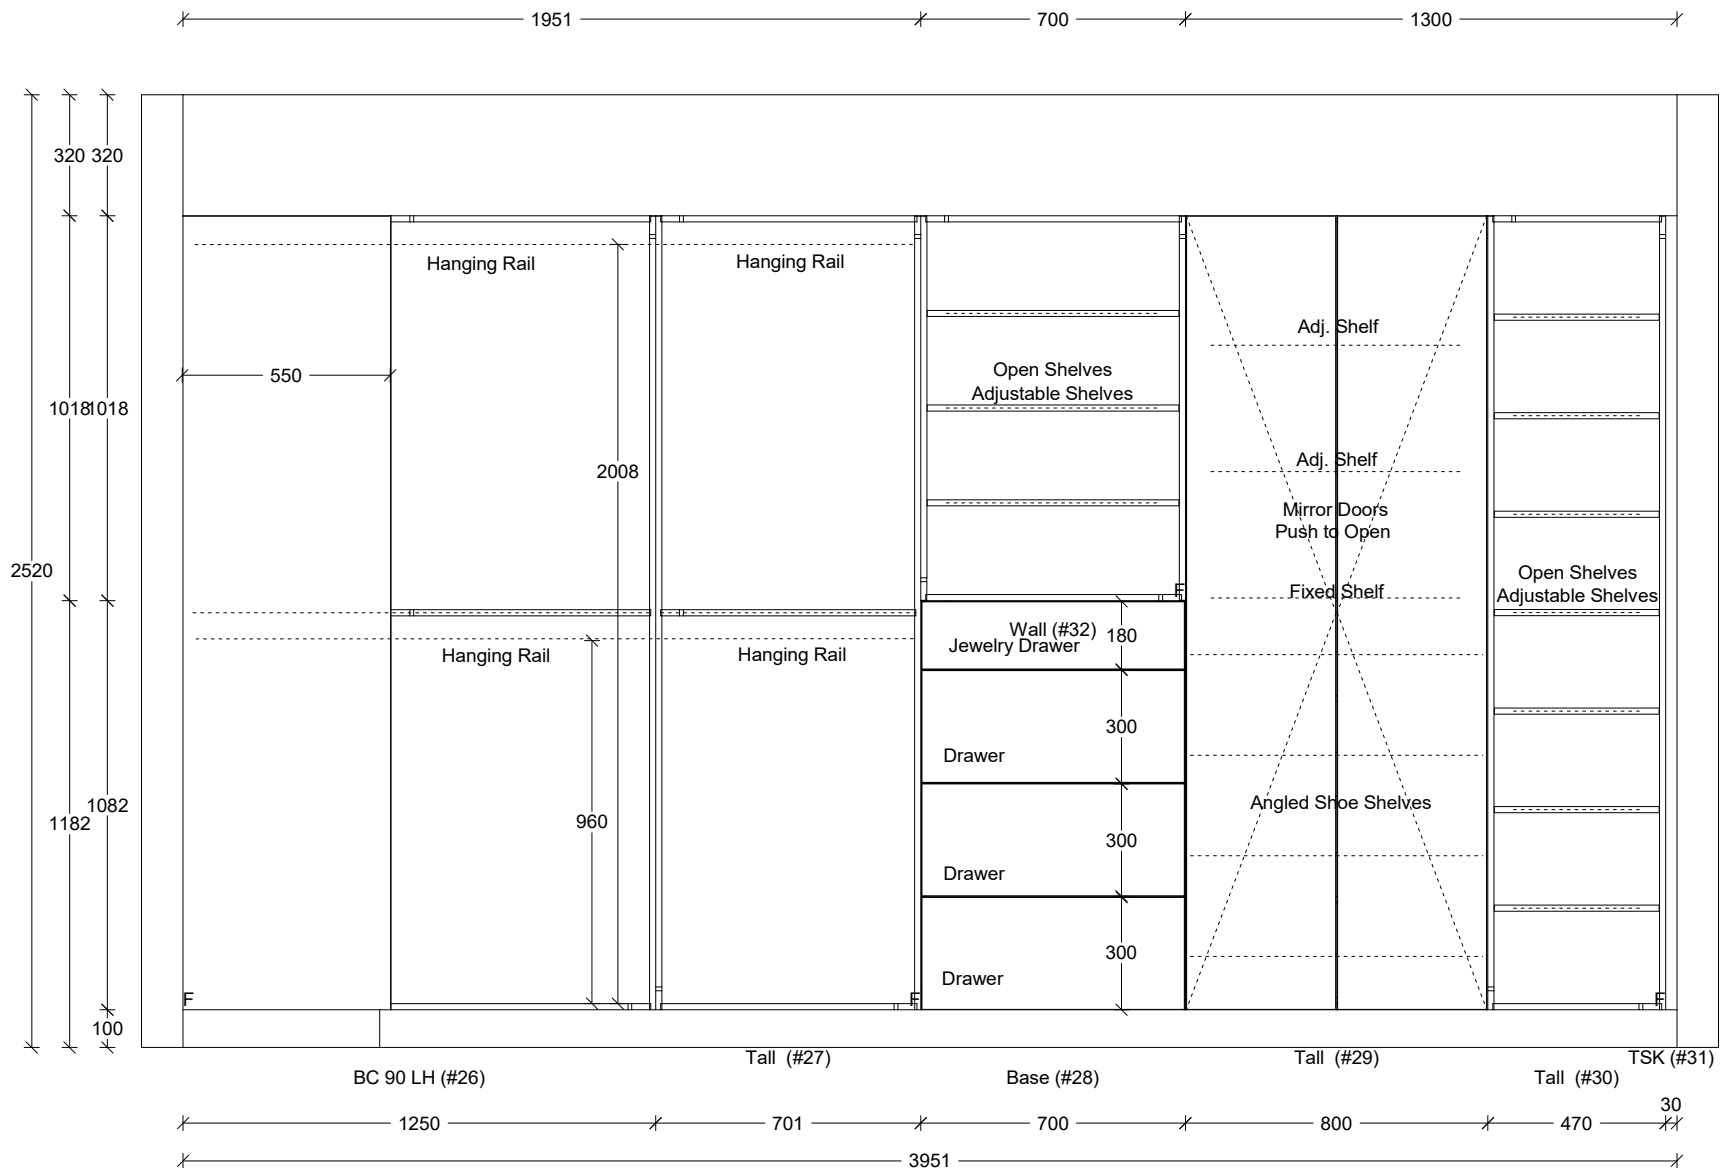 1951 700 1300
320 320
Hanging Rail Hanging Rail
Adj. Shelf
550
Open Shelves
Adjustable Shelves
1018 1018
2008
Adj. Shelf
Mirror Doors
Push to Open
2520
Open Shelves
Adjustable Shelves
Fixed Shelf
F
Wall (#32)
180
Jewelry Drawer
Hanging Rail Hanging Rail
300
Drawer
1082
1182
960
Angled Shoe Shelves
300
Drawer
300
Drawer
F F F
100
Tall (#27) Tall (#29) TSK (#31)
BC 90 LH (#26) Base (#28) Tall (#30)
30
1250 701 700 800 470
3951